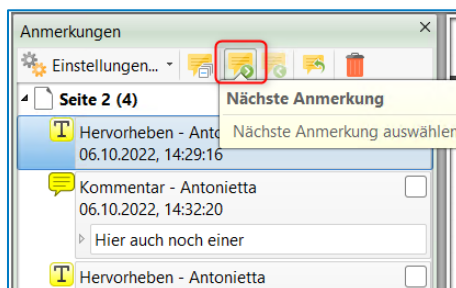 Anmerkungen
Einstellungen...
Seite 2 (4)
Nächste Anmerkung
Nächste Anmerkung auswählen
Hervorheben -
06.10.2022, 14:29:16
Kommentar - Antonietta
06.10.2022, 14:32:20
Hier auch noch einer
Hervorheben - Antonietta